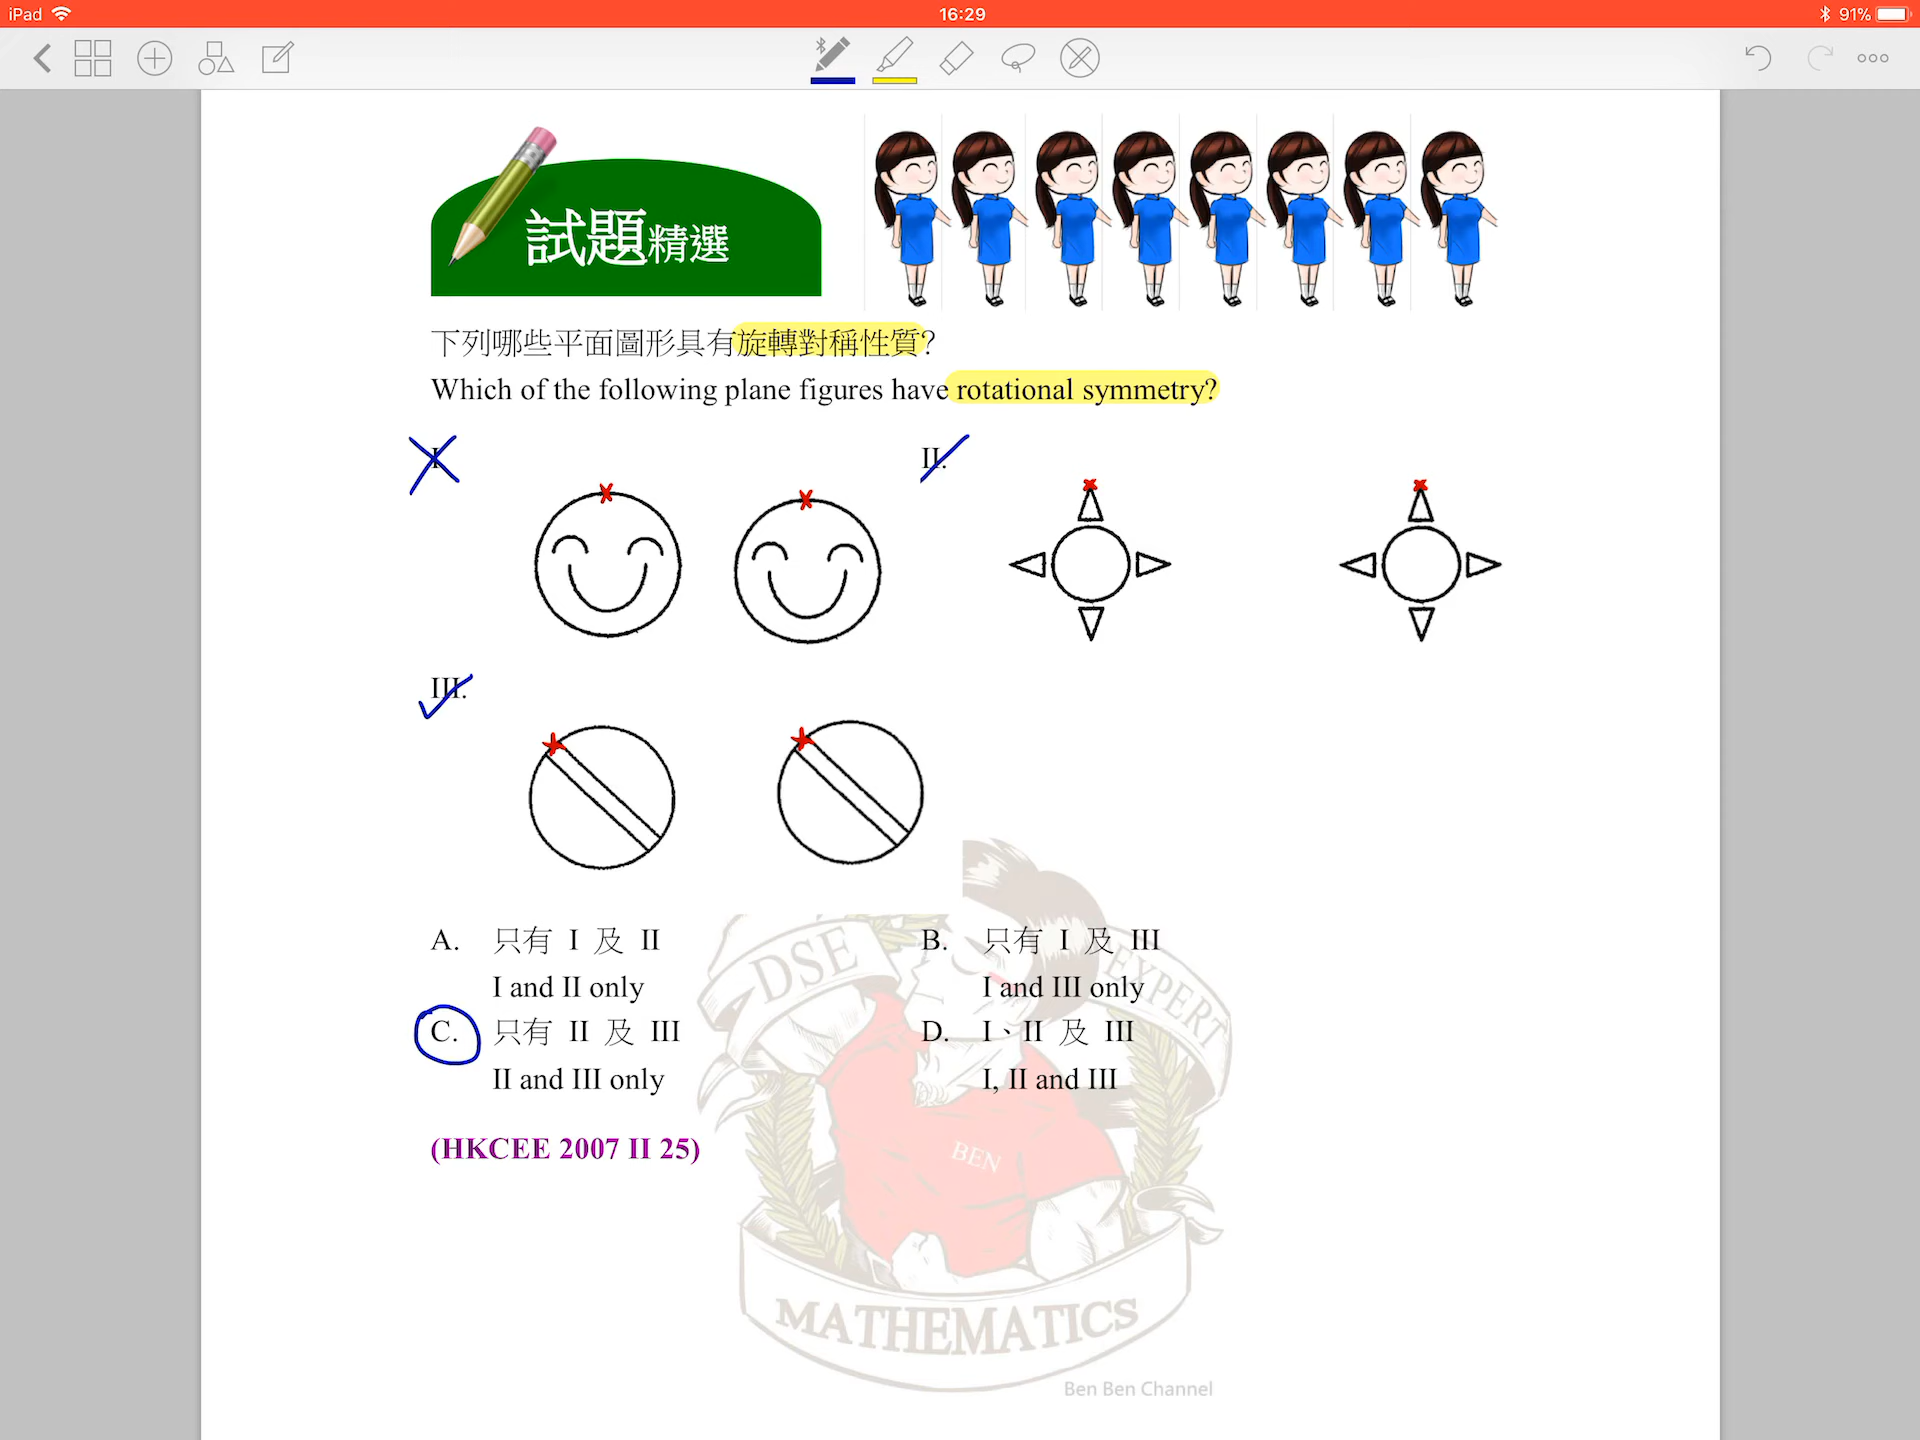 iPad
16:29
91%
試題精選
下列哪些平面圖形具有旋轉對稱性質?
Which of the following plane figures have rotational symmetry?
I.
II.
III.
A. 只有 I 及 II
I and II only
B. 只有 I 及 III
I and III only
C. 只有 II 及 III
II and III only
D. I、II 及 III
I, II and III
(HKCEE 2007 II 25)
DSE
EXPERT
BEN
MATHEMATICS
Ben Ben Channel